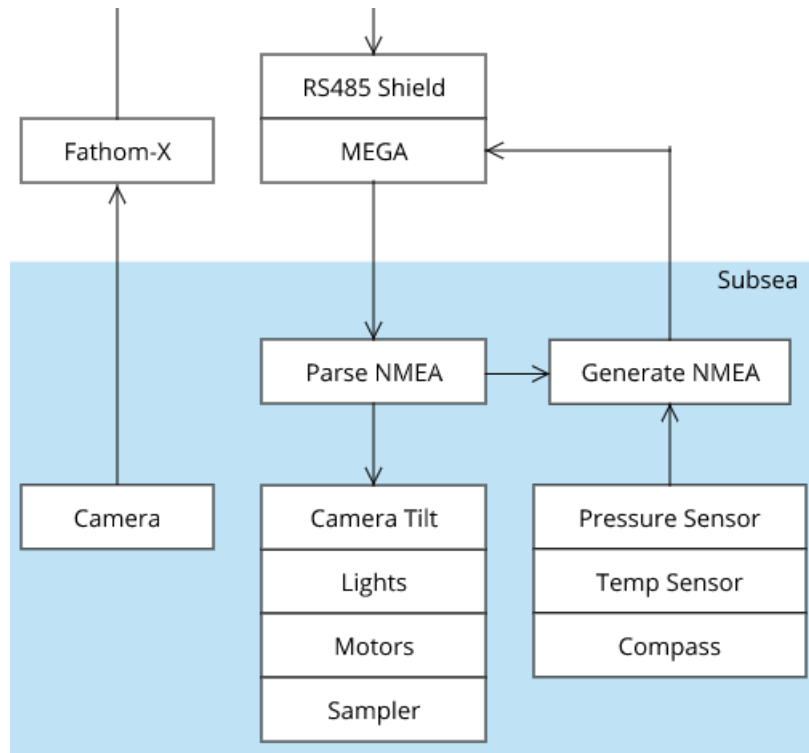 RS485 Shield
Fathom-X
MEGA
Subsea
Parse NMEA
Generate NMEA
Camera
Camera Tilt
Pressure Sensor
Lights
Temp Sensor
Motors
Compass
Sampler